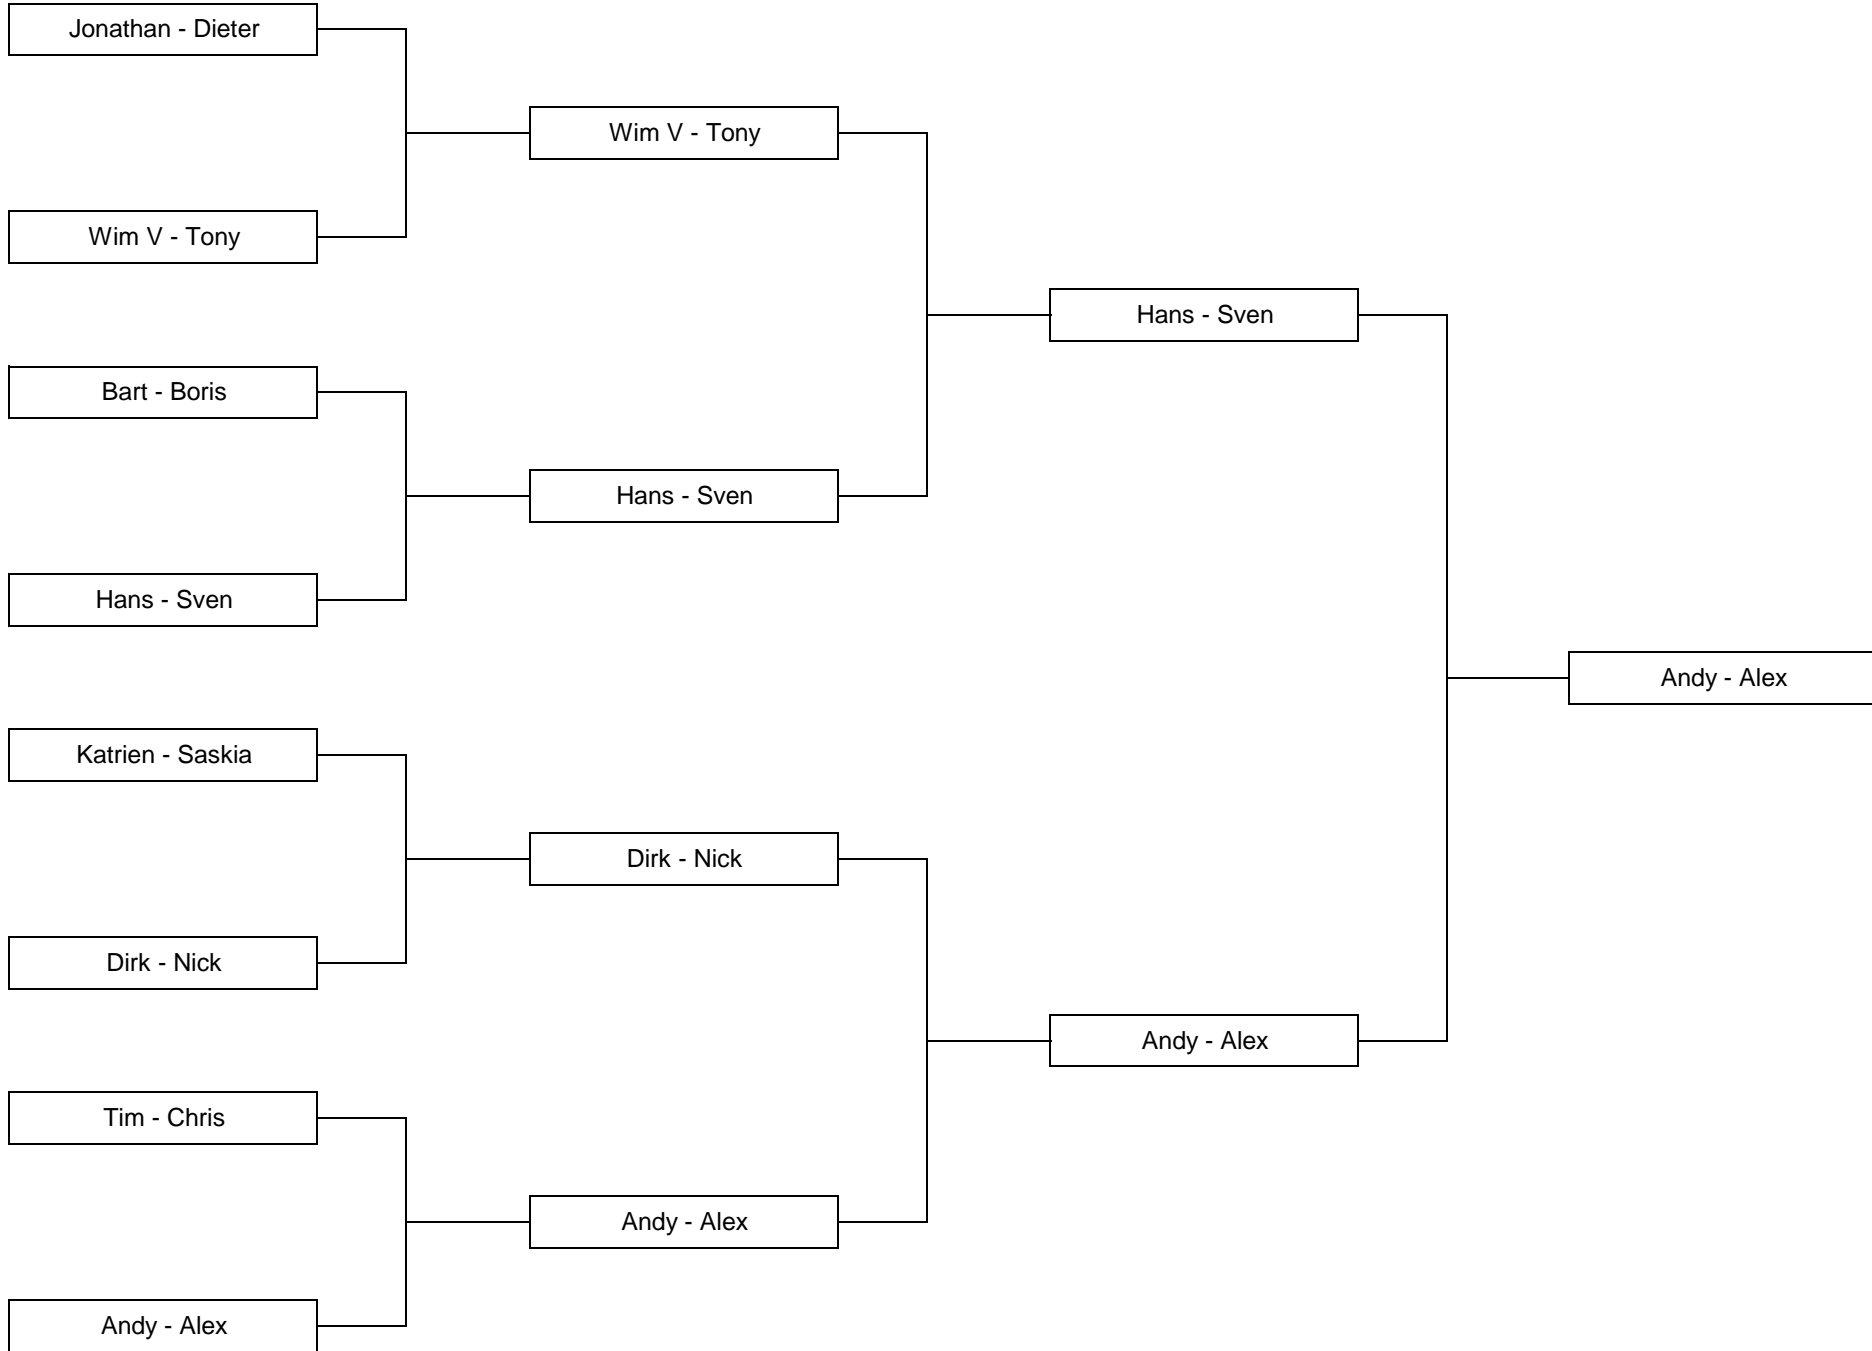 Jonathan - Dieter
Wim V - Tony
Wim V - Tony
Hans - Sven
Bart - Boris
Hans - Sven
Hans - Sven
Andy - Alex
Katrien - Saskia
Dirk - Nick
Dirk - Nick
Andy - Alex
Tim - Chris
Andy - Alex
Andy - Alex